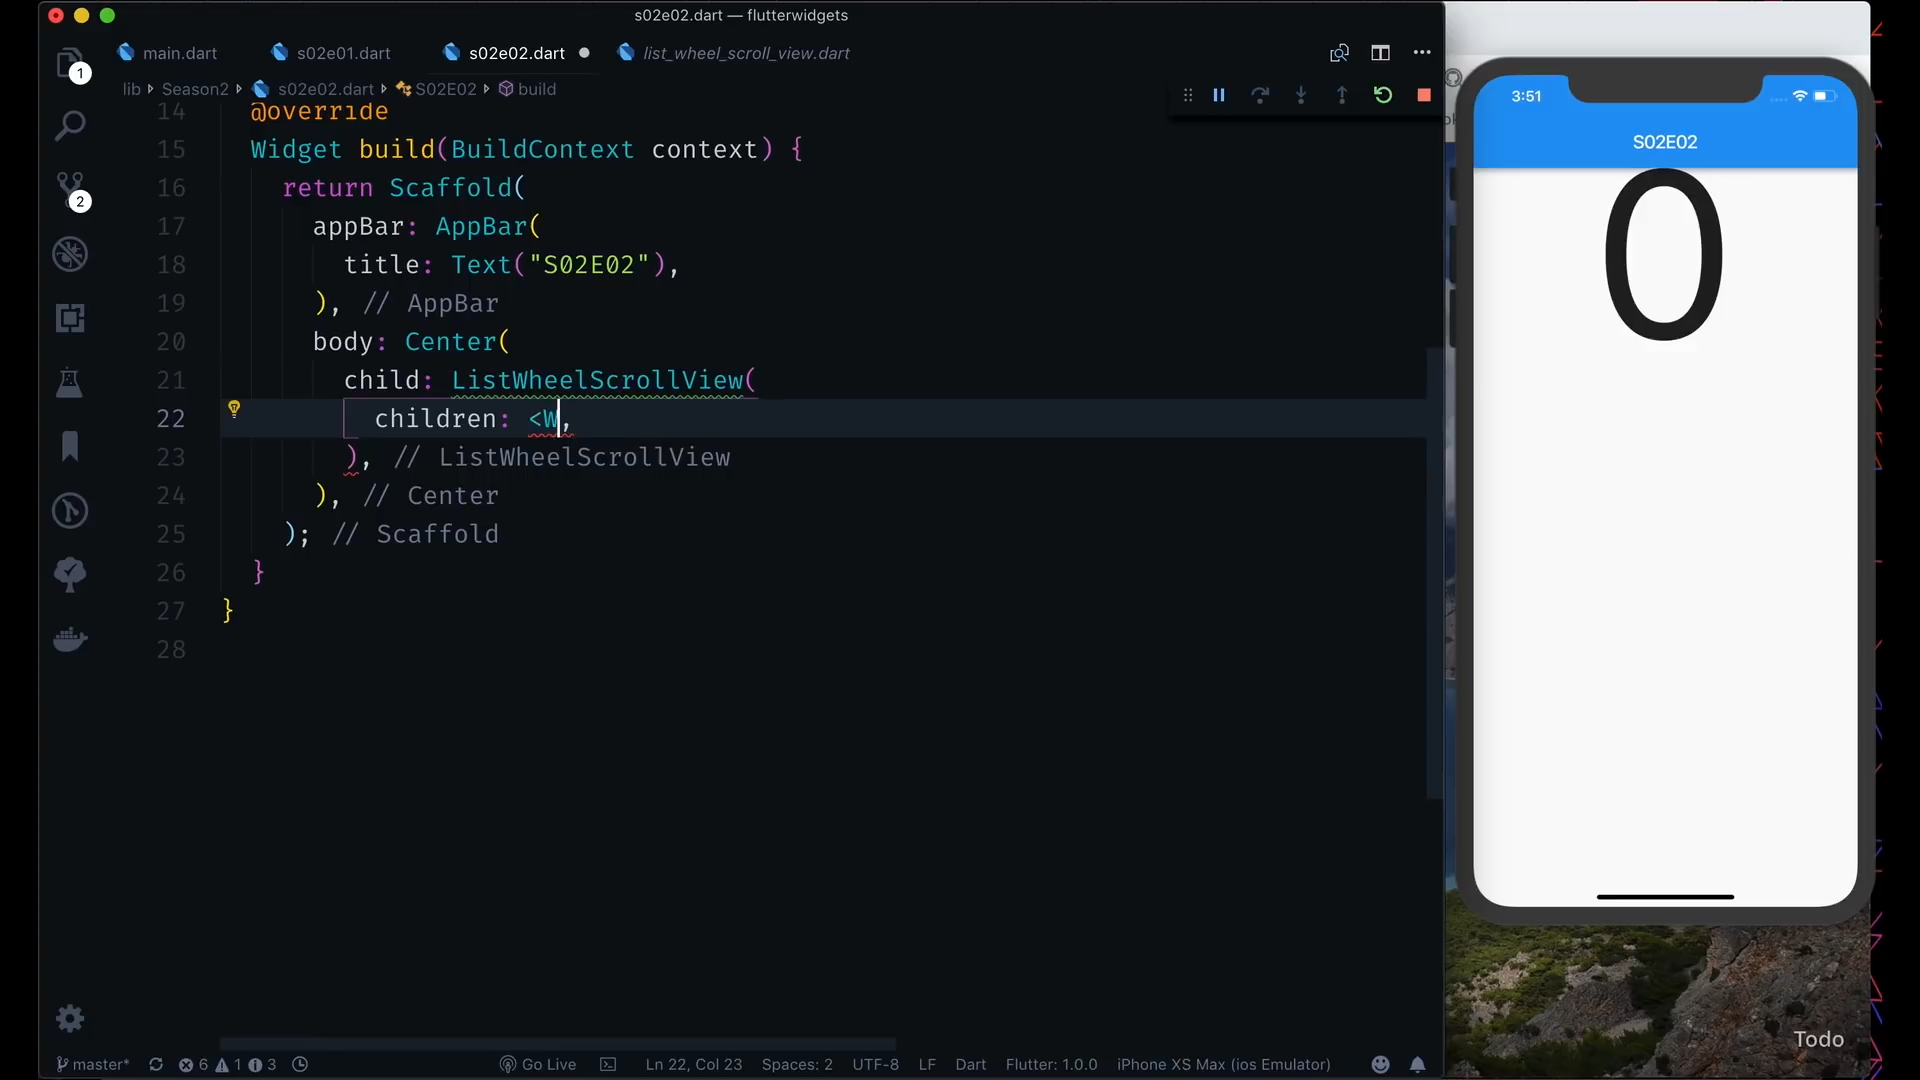 s02e02.dart — flutterwidgets
main.dart
s02e01.dart
s02e02.dart
list_wheel_scroll_view.dart
lib
Season2
s02e02.dart
S02E02
build
1
2
14 @override
15 Widget build(BuildContext context) {
16 return Scaffold(
17 appBar: AppBar(
18 title: Text("S02E02"),
19 ), // AppBar
20 body: Center(
21 child: ListWheelScrollView(
22 children: <W,
23 ), // ListWheelScrollView
24 ), // Center
25 ); // Scaffold
26 }
27 }
28
master*
6
1
3
Go Live
Ln 22, Col 23
Spaces: 2
UTF-8
LF
Dart
Flutter: 1.0.0
iPhone XS Max (ios Emulator)
3:51
S02E02
0
Todo